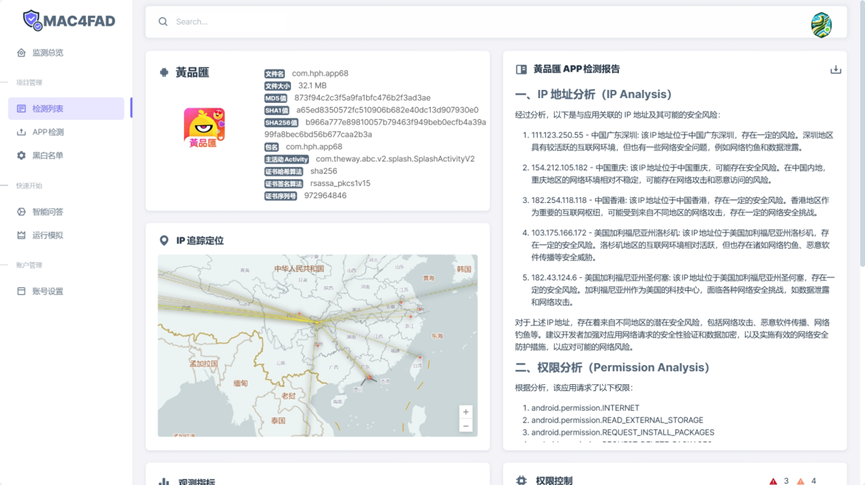 MAC4FAD
Search...
监测总览
项目管理
检测列表
APP检测
黑白名单
快速开始
智能问答
运行模拟
账户管理
账号设置
黃品匯
黃品匯
文件名 com.hph.app68
文件大小 32.1 MB
MD5值 873f94c2c3f5a9fa1bfc476b2f3ad3ae
SHA1值 a65ed8350572fc510906b682e40dc13d907930e0
SHA256值 b966a777e89810057b79463f949beb0ecfb4a39a
99fa8bec6bd56b677caa2b3a
包名 com.hph.app68
主活动Activity com.theway.abc.v2.splash.SplashActivityV2
证书哈希算法 sha256
证书签名算法 rsassa_pkcs1v15
证书序列号 972964846
IP 追踪定位
中华人民共和国
韩国
青海
东海
孟加拉国
缅甸
老挝
泰国
+
−
观测指标
黃品匯 APP检测报告
一、IP 地址分析（IP Analysis）
经过分析，以下是与应用关联的 IP 地址及其可能的安全风险：
1. 111.123.250.55 - 中国广东深圳: 该 IP 地址位于中国广东深圳，存在一定的风险。深圳地区
具有较活跃的互联网环境，但也有一些网络安全问题，例如网络钓鱼和数据泄露。
2. 154.212.105.182 - 中国重庆: 该 IP 地址位于中国重庆，可能存在安全风险。在中国内地，
重庆地区的网络环境相对不稳定，可能存在网络攻击和恶意访问的风险。
3. 182.254.118.118 - 中国香港: 该 IP 地址位于中国香港，存在一定的安全风险。香港地区作
为重要的互联网枢纽，可能受到来自不同地区的网络攻击，存在一定的网络安全挑战。
4. 103.175.166.172 - 美国加利福尼亚州洛杉矶: 该 IP 地址位于美国加利福尼亚州洛杉矶，存
在一定的安全风险。洛杉矶地区的互联网环境相对活跃，但也存在诸如网络钓鱼、恶意软
件传播等安全威胁。
5. 182.43.124.6 - 美国加利福尼亚州圣何塞: 该 IP 地址位于美国加利福尼亚州圣何塞，存在一
定的安全风险。加利福尼亚作为美国的科技中心，面临各种网络安全挑战，如数据泄露
和网络攻击。
对于上述 IP 地址，存在着来自不同地区的潜在安全风险，包括网络攻击、恶意软件传播、网络
钓鱼等。建议开发者加强对应用网络请求的安全性验证和数据加密，以及实施有效的网络安全
防护措施，以应对可能的网络风险。
二、权限分析（Permission Analysis）
根据分析，该应用请求了以下权限：
1. android.permission.INTERNET
2. android.permission.READ_EXTERNAL_STORAGE
3. android.permission.REQUEST_INSTALL_PACKAGES
权限控制
3 4